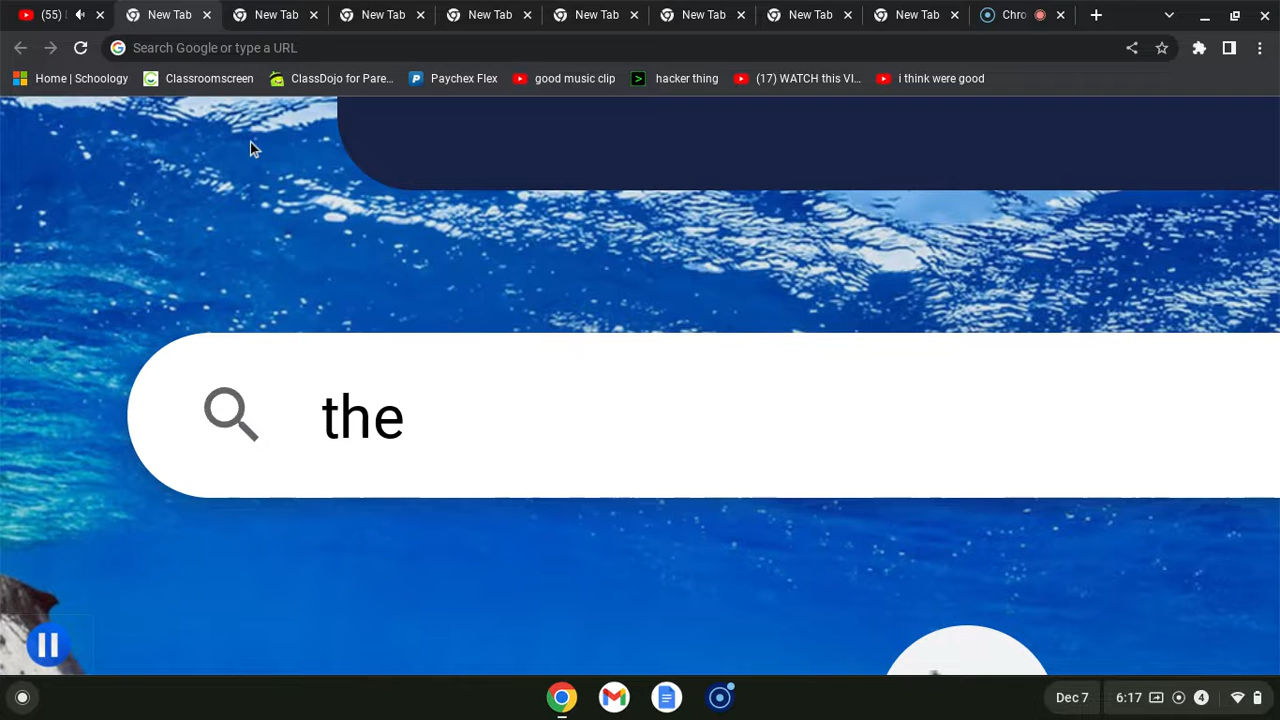 (55)
New Tab
New Tab
New Tab
New Tab
New Tab
New Tab
New Tab
New Tab
Chro
Search Google or type a URL
Home | Schoology
Classroomscreen
ClassDojo for Pare...
Paychex Flex
good music clip
hacker thing
(17) WATCH this VI...
i think were good
the
Dec 7
6:17
4